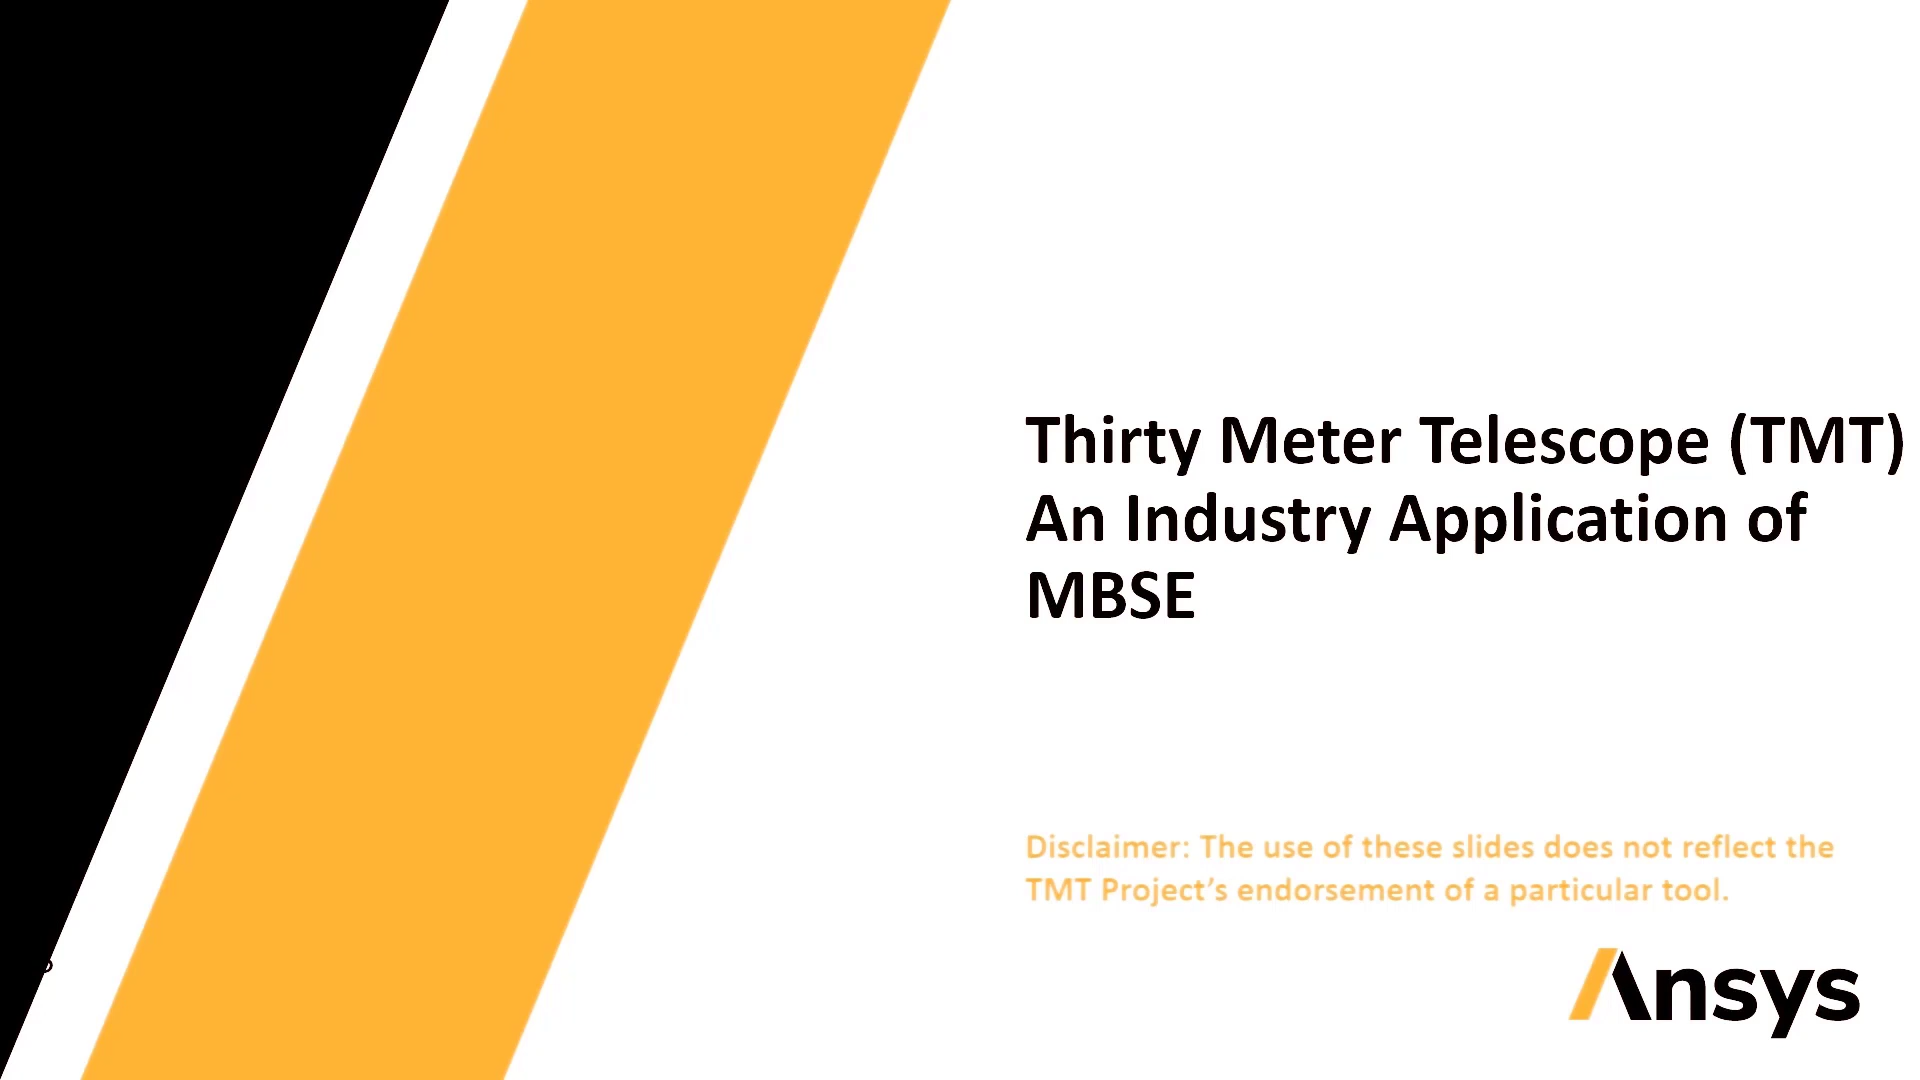 Thirty Meter Telescope (TMT)
An Industry Application of
MBSE
Disclaimer: The use of these slides does not reflect the
TMT Project’s endorsement of a particular tool.
Ansys